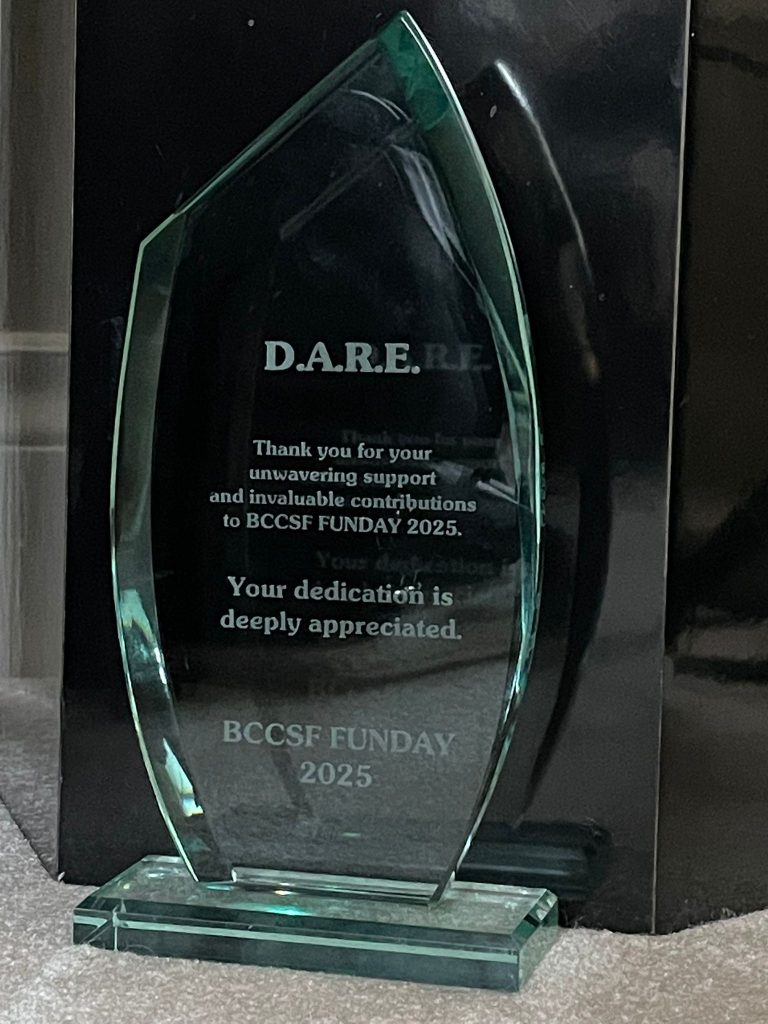 D.A.R.E.
Thank you for your
unwavering support
and invaluable contributions
to BCCSF FUNDAY 2025.
Your dedication is
deeply appreciated.
BCCSF FUNDAY
2025